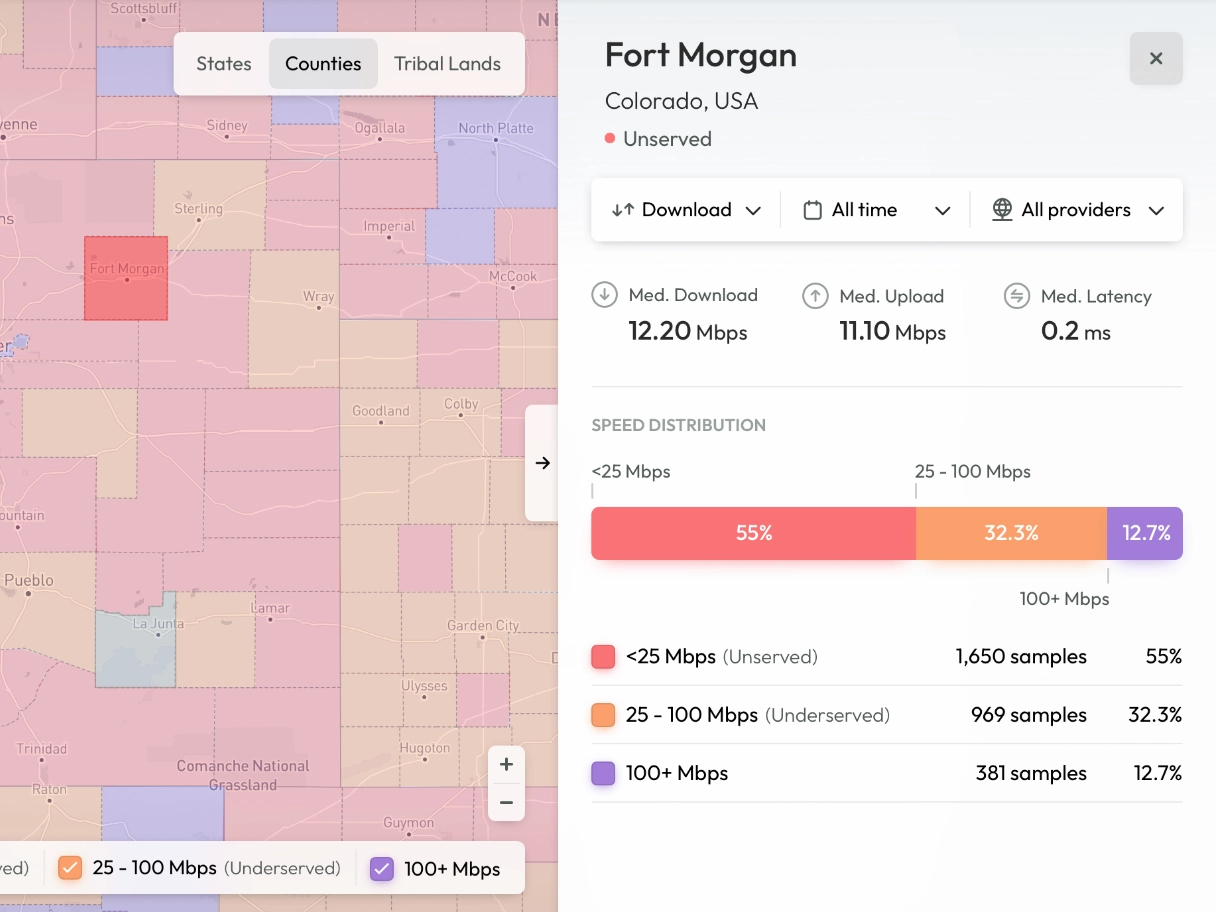 Scottsbluff
NE
States
Counties
Tribal Lands
yenne
Sidney
Ogallala
North Platte
ns
Sterling
Imperial
Fort Morgan
McCook
Wray
er
Goodland
Colby
ountain
Pueblo
La Junta
Lamar
Garden City
D
Ulysses
Trinidad
Hugoton
Comanche National
Grassland
Raton
Guymon
+
−
ved)
25 - 100 Mbps (Underserved)
100+ Mbps
Fort Morgan
Colorado, USA
Unserved
Download
All time
All providers
Med. Download
12.20 Mbps
Med. Upload
11.10 Mbps
Med. Latency
0.2 ms
SPEED DISTRIBUTION
<25 Mbps
25 - 100 Mbps
55%
32.3%
12.7%
100+ Mbps
<25 Mbps (Unserved) 1,650 samples 55%
25 - 100 Mbps (Underserved) 969 samples 32.3%
100+ Mbps 381 samples 12.7%